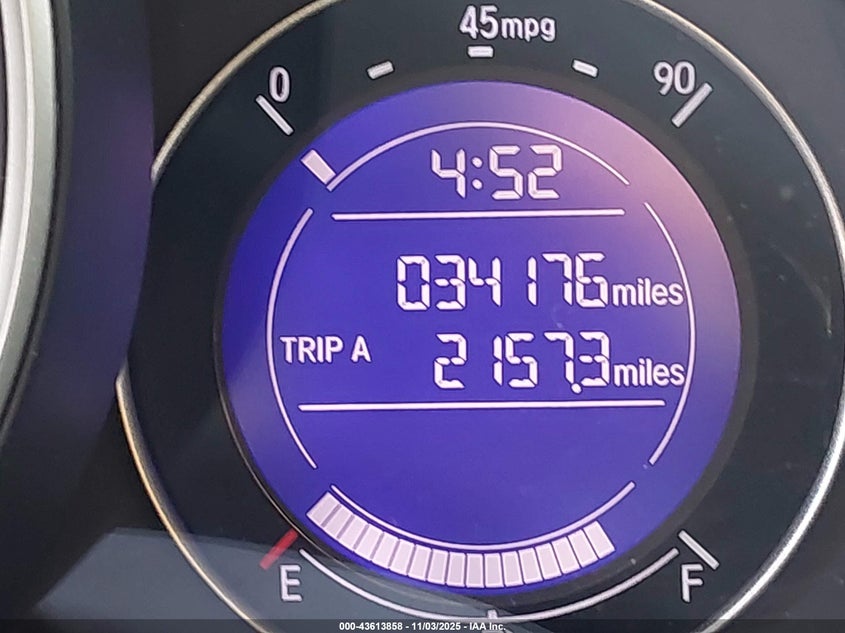 45mpg
0 90
4:52
034176miles
TRIP A 2157.3miles
E F
000-43613858 - 11/03/2025 - IAA Inc.